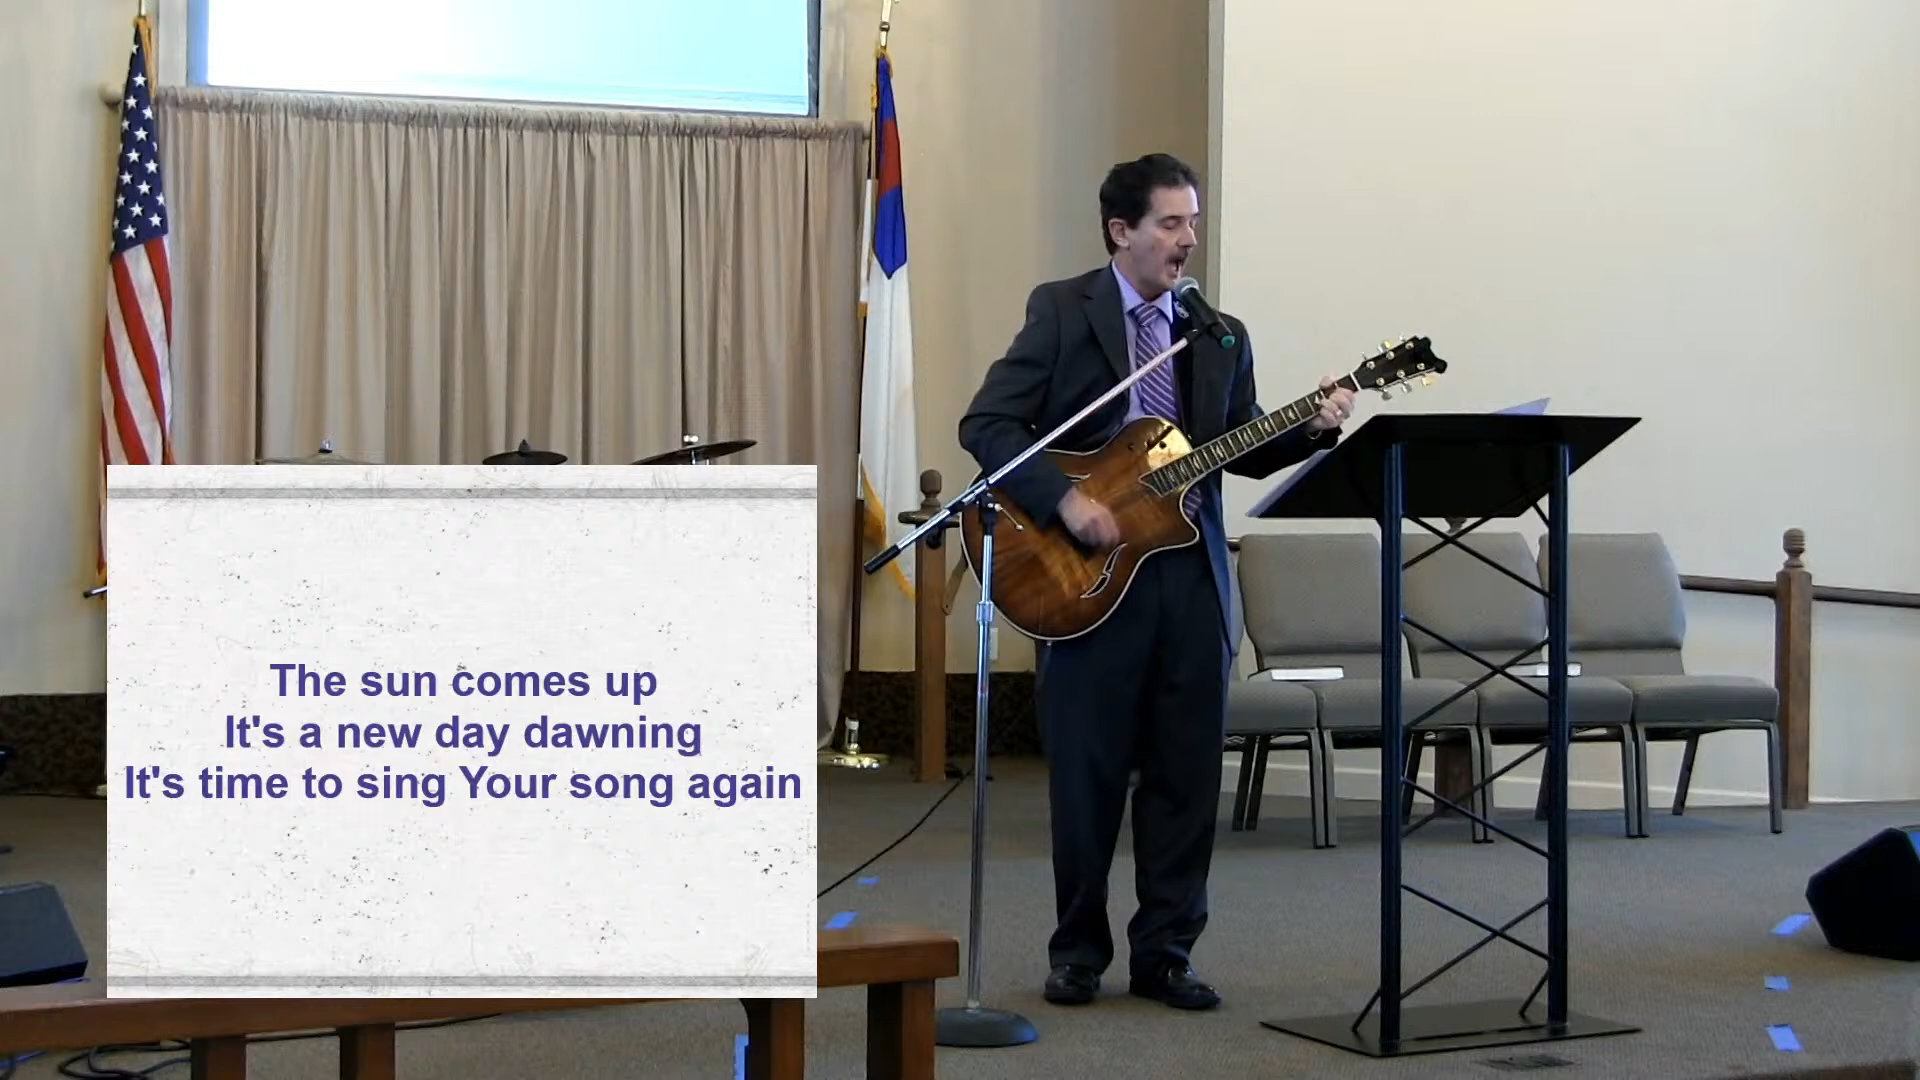 The sun comes up
It's a new day dawning
It's time to sing Your song again